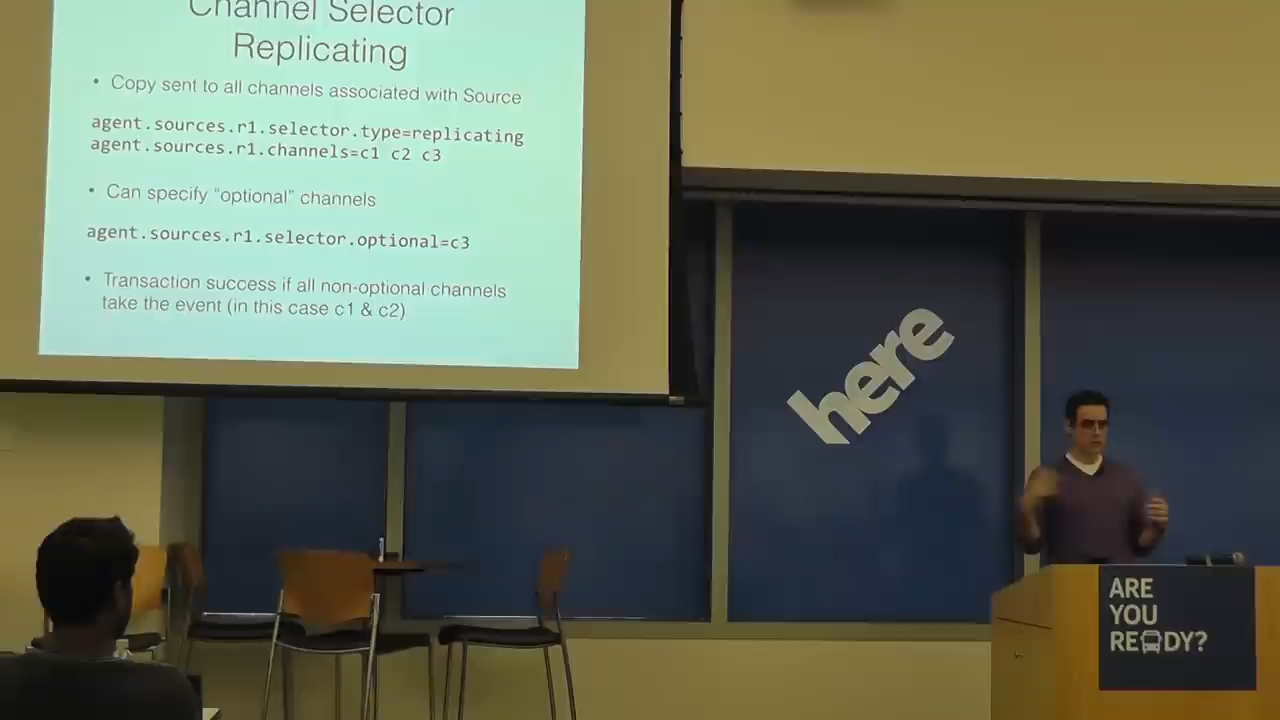 Channel Selector
Replicating
• Copy sent to all channels associated with Source
agent.sources.r1.selector.type=replicating
agent.sources.r1.channels=c1 c2 c3
• Can specify “optional” channels
agent.sources.r1.selector.optional=c3
• Transaction success if all non-optional channels
take the event (in this case c1 & c2)
here
ARE
YOU
READY?